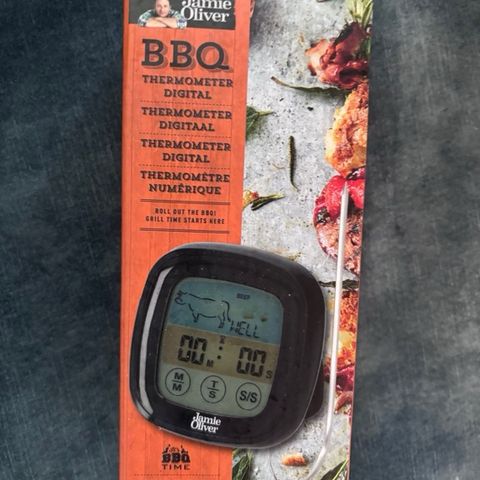 Jamie
Oliver
BBQ
THERMOMETER
DIGITAL
THERMOMETER
DIGITAAL
THERMOMETER
DIGITAL
THERMOMÈTRE
NUMÉRIQUE
ROLL OUT THE BBQ!
GRILL TIME STARTS HERE
BEEF
WELL
00 M : 00 S
M/M T/S S/S
Jamie
Oliver
BBQ
TIME